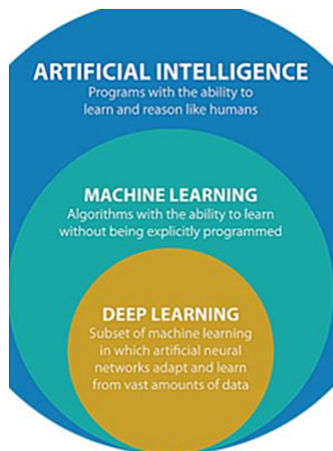 ARTIFICIAL INTELLIGENCE
Programs with the ability to
learn and reason like humans
MACHINE LEARNING
Algorithms with the ability to learn
without being explicitly programmed
DEEP LEARNING
Subset of machine learning
in which artificial neural
networks adapt and learn
from vast amounts of data